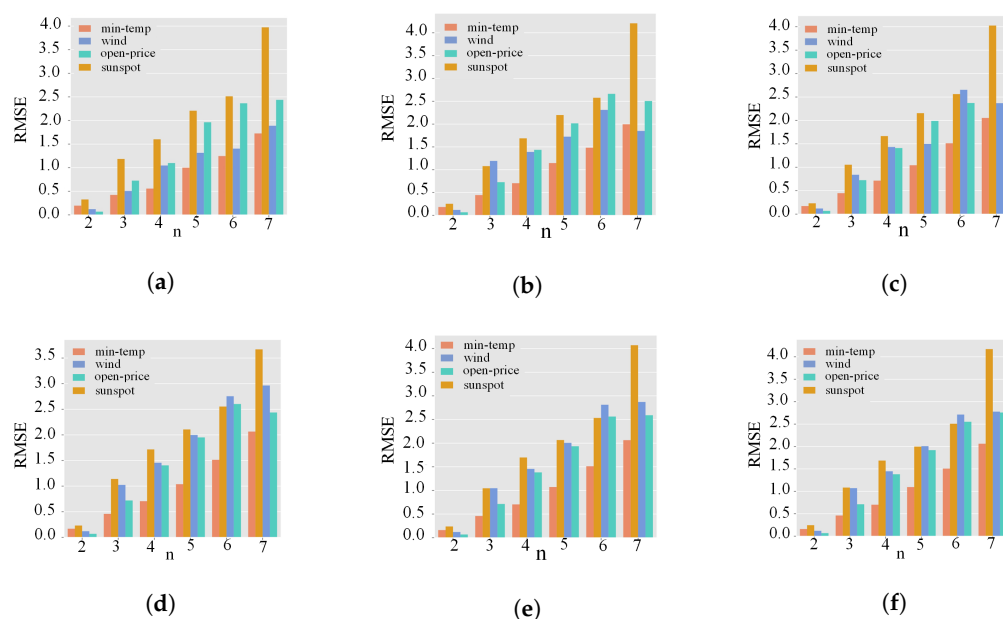 4.0
3.5
3.0
2.5
2.0
1.5
1.0
0.5
0.0
RMSE
min-temp
wind
open-price
sunspot
2 3 4 5 6 7
n
(a)
4.0
3.5
3.0
2.5
2.0
1.5
1.0
0.5
0.0
RMSE
min-temp
wind
open-price
sunspot
2 3 4 5 6 7
n
(b)
4.0
3.5
3.0
2.5
2.0
1.5
1.0
0.5
0.0
RMSE
min-temp
wind
open-price
sunspot
2 3 4 5 6 7
n
(c)
3.5
3.0
2.5
2.0
1.5
1.0
0.5
0.0
RMSE
min-temp
wind
open-price
sunspot
2 3 4 5 6 7
n
(d)
4.0
3.5
3.0
2.5
2.0
1.5
1.0
0.5
0.0
RMSE
min-temp
wind
open-price
sunspot
2 3 4 5 6 7
n
(e)
4.0
3.5
3.0
2.5
2.0
1.5
1.0
0.5
0.0
RMSE
min-temp
wind
open-price
sunspot
2 3 4 5 6 7
n
(f)